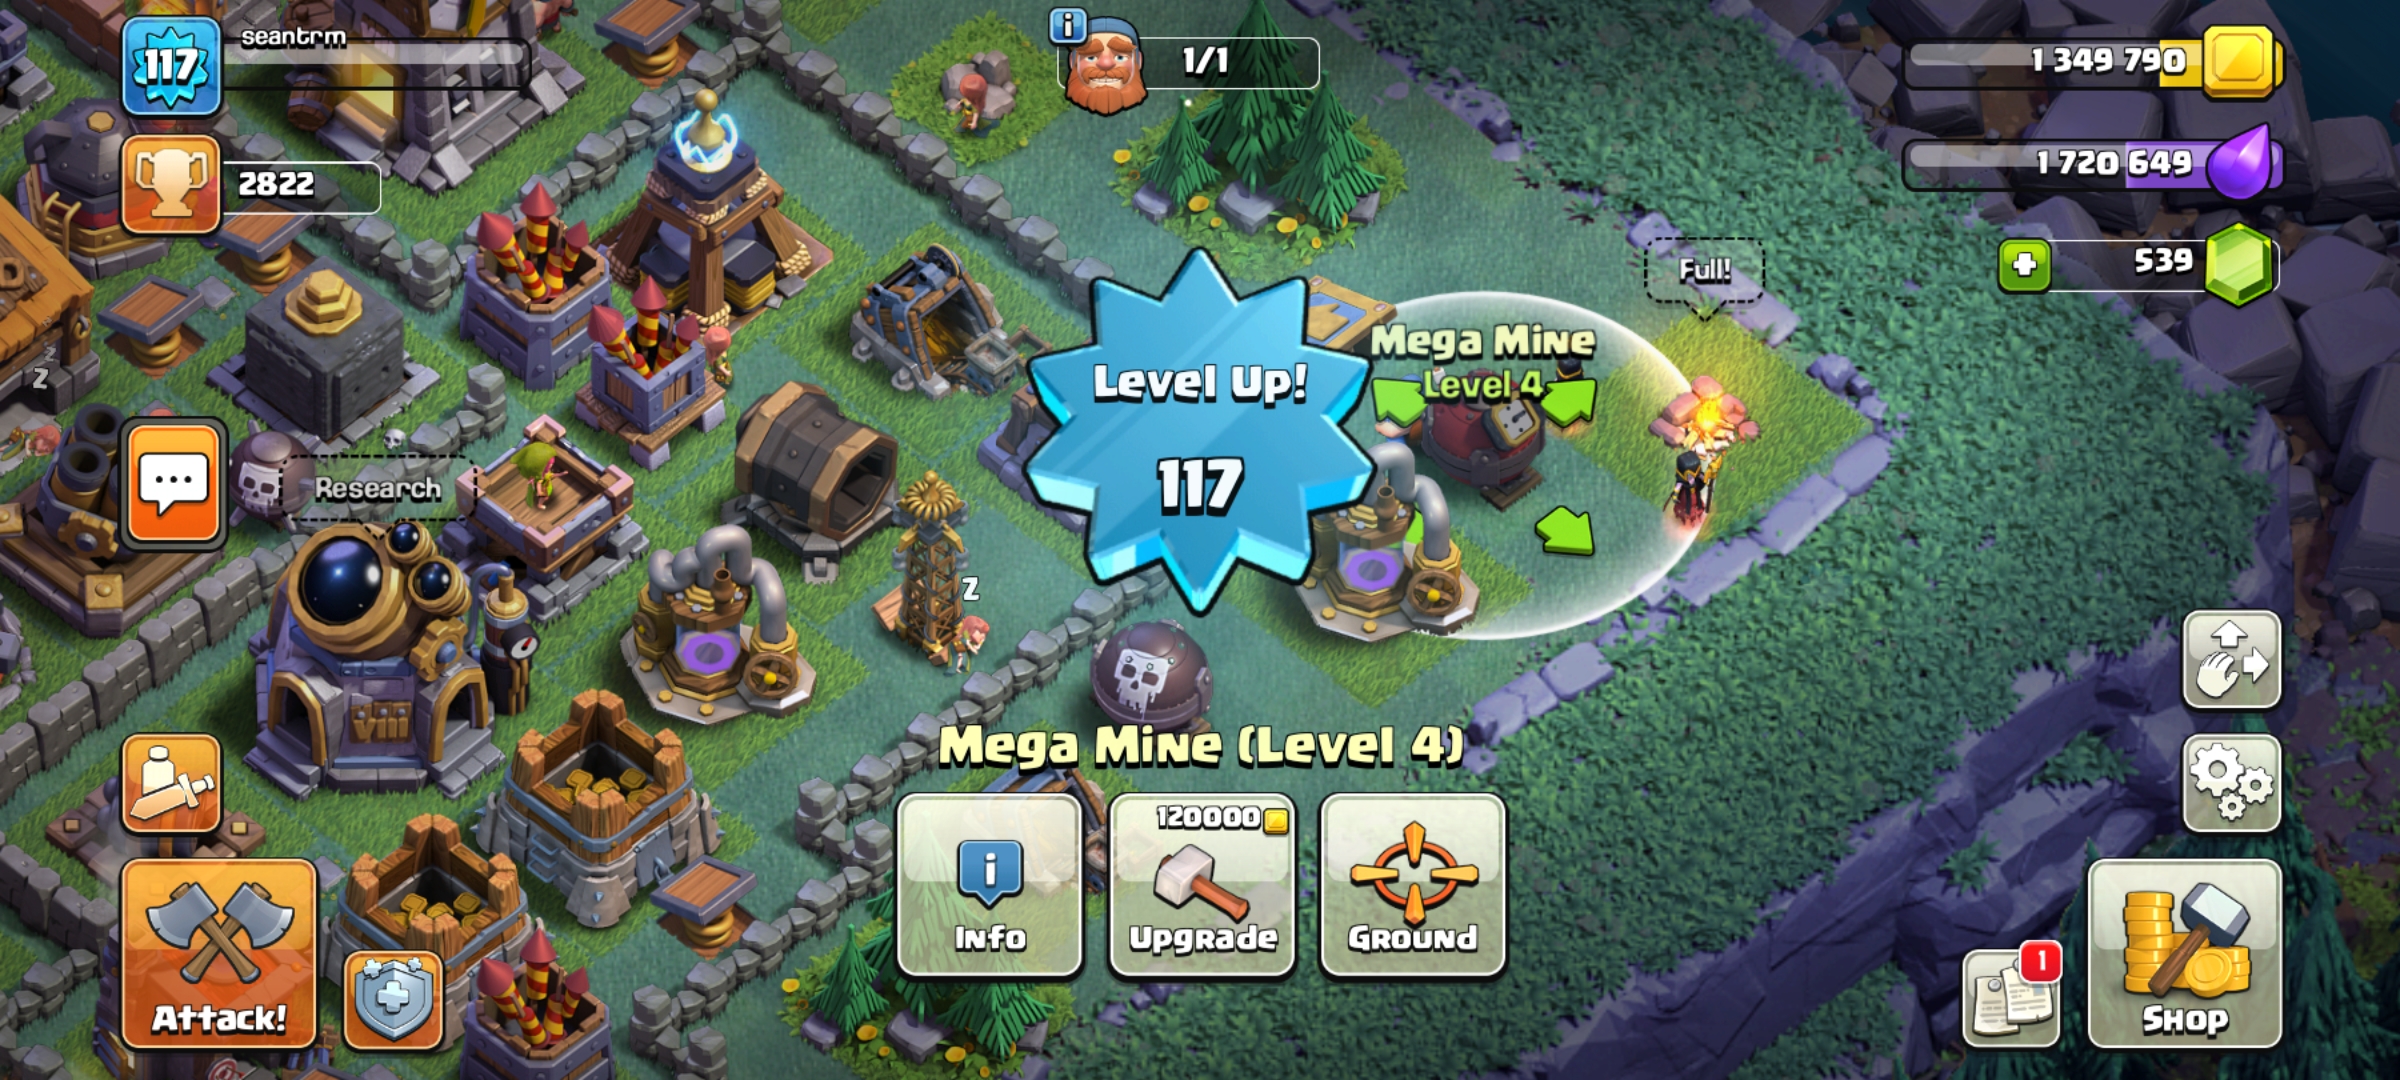 117
seantrm
1/1
1 349 790
2822
1 720 649
539
Full!
Level Up!
117
Mega Mine
Level 4
Z
Z
Research
VIII
Z
Mega Mine (Level 4)
Info
120000
Upgrade
Ground
Attack!
1
Shop